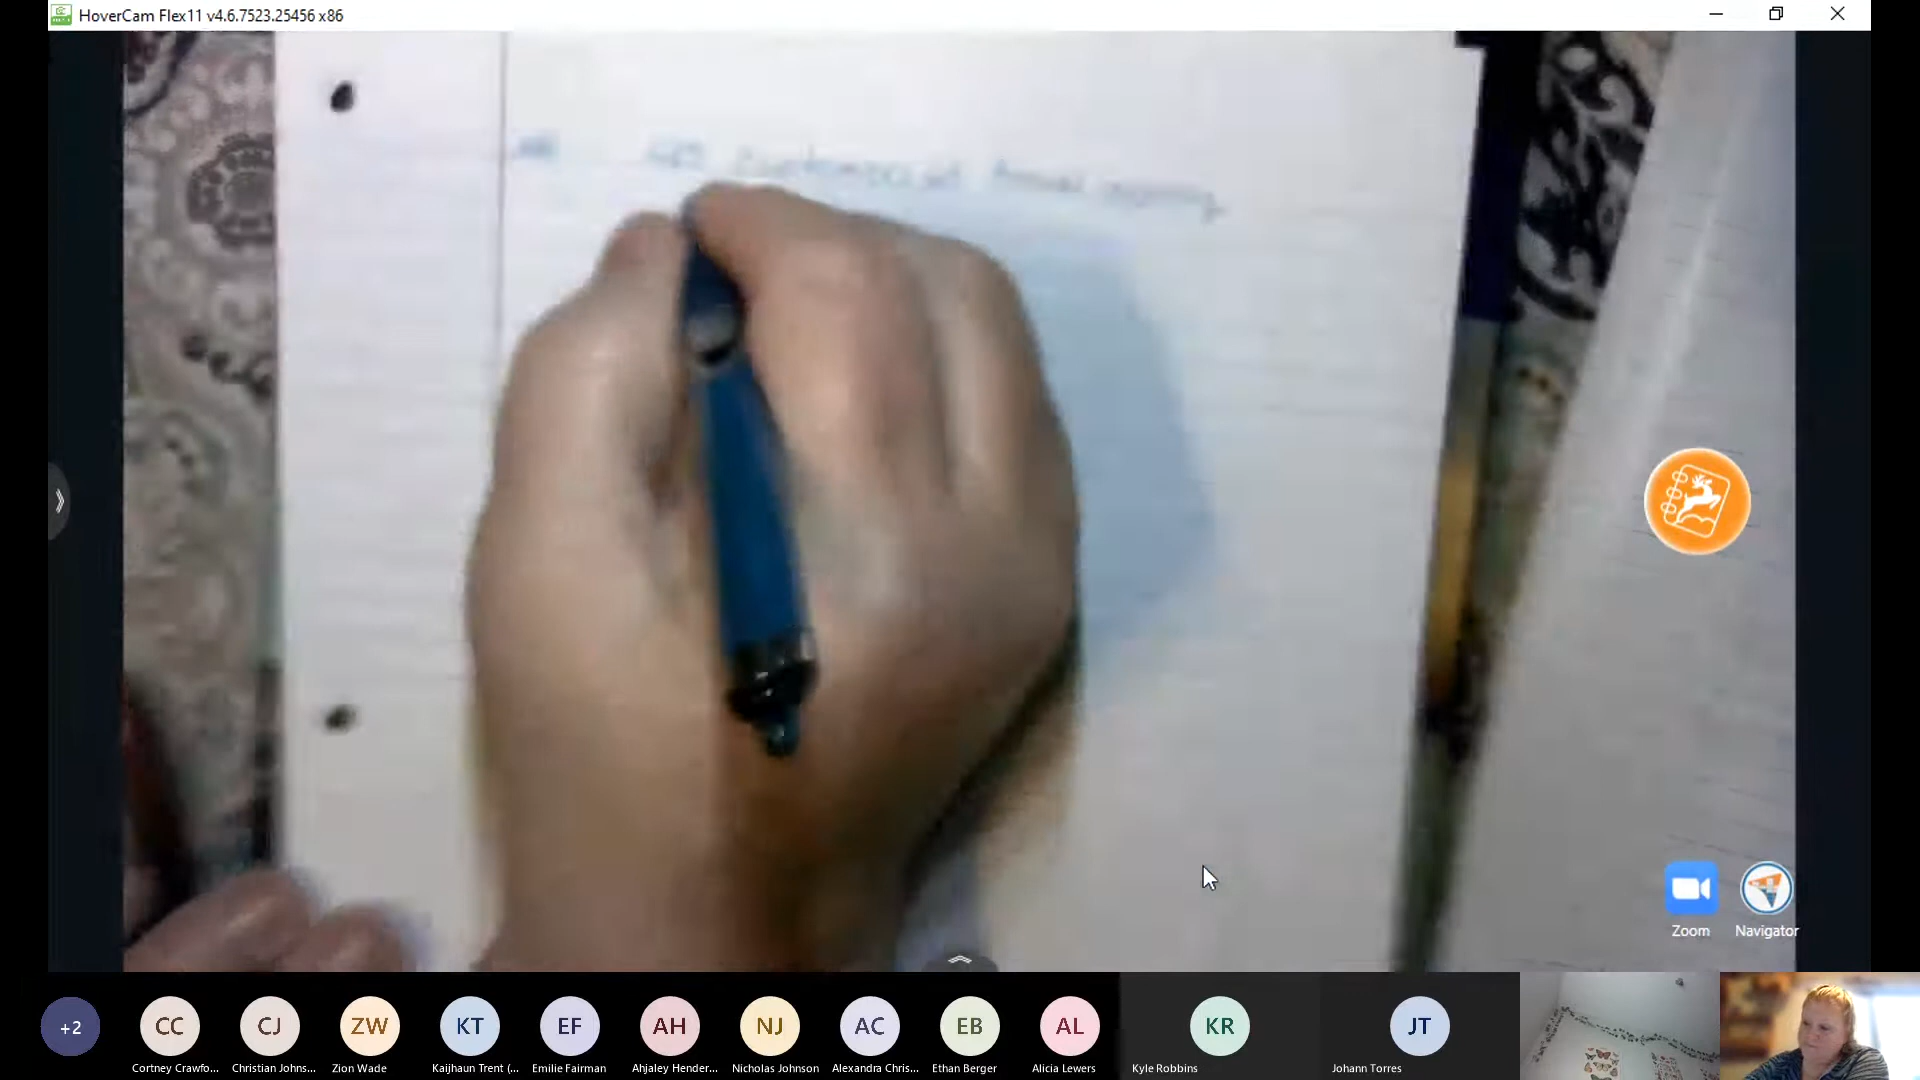 HoverCam Flex11 v4.6.7523.25456 x86
Zoom
Navigator
+2
CC
CJ
ZW
KT
EF
AH
NJ
AC
EB
AL
KR
JT
Cortney Crawfo...
Christian Johns...
Zion Wade
Kaijhaun Trent (...
Emilie Fairman
Ahjaley Hender...
Nicholas Johnson
Alexandra Chris...
Ethan Berger
Alicia Lewers
Kyle Robbins
Johann Torres